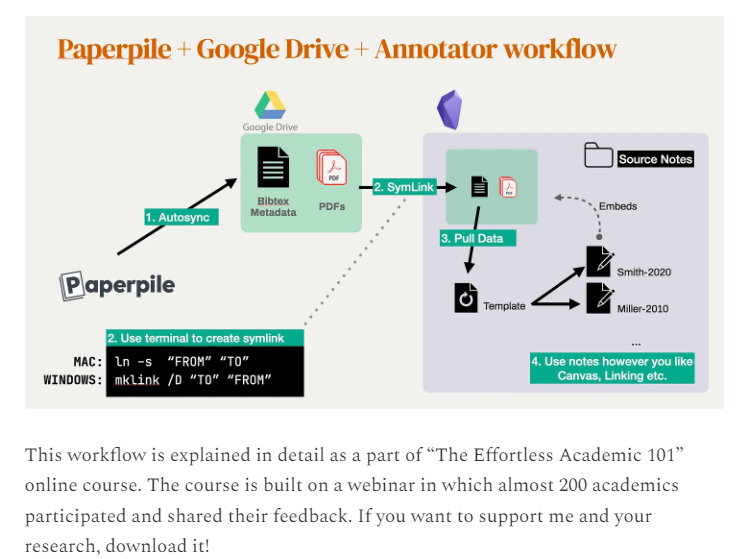 Paperpile + Google Drive + Annotator workflow
Google Drive
Bibtex
Metadata
PDFs
PDF
1. Autosync
2. SymLink
PDF
Source Notes
Embeds
3. Pull Data
Template
Smith-2020
Miller-2010
...
Paperpile
2. Use terminal to create symlink
MAC: ln -s "FROM" "TO"
WINDOWS: mklink /D "TO" "FROM"
4. Use notes however you like
Canvas, Linking etc.
This workflow is explained in detail as a part of “The Effortless Academic 101”
online course. The course is built on a webinar in which almost 200 academics
participated and shared their feedback. If you want to support me and your
research, download it!